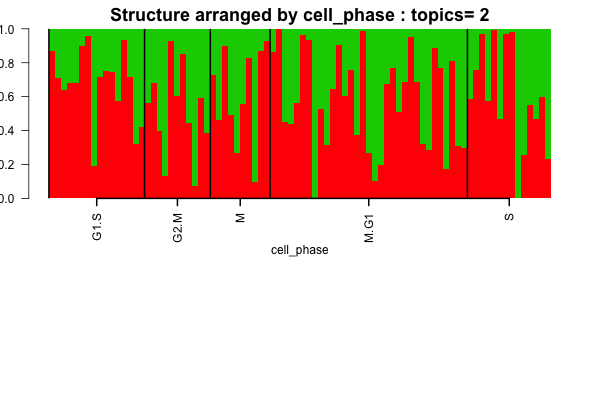 Structure arranged by cell_phase : topics= 2
1.0
0.8
0.6
0.4
0.2
0.0
G1.S
G2.M
M
M.G1
S
cell_phase